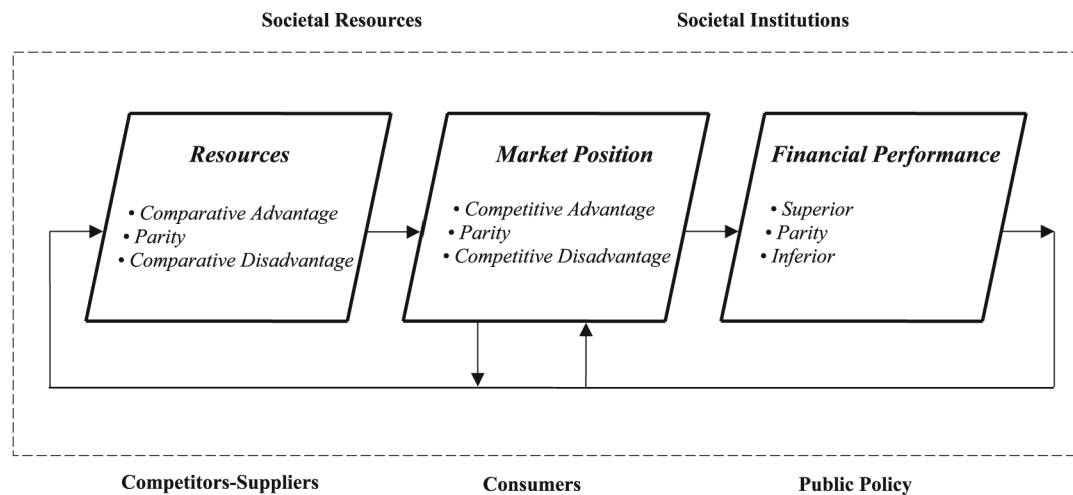 Societal Resources
Societal Institutions
Resources
• Comparative Advantage
• Parity
• Comparative Disadvantage
Market Position
• Competitive Advantage
• Parity
• Competitive Disadvantage
Financial Performance
• Superior
• Parity
• Inferior
Competitors-Suppliers
Consumers
Public Policy